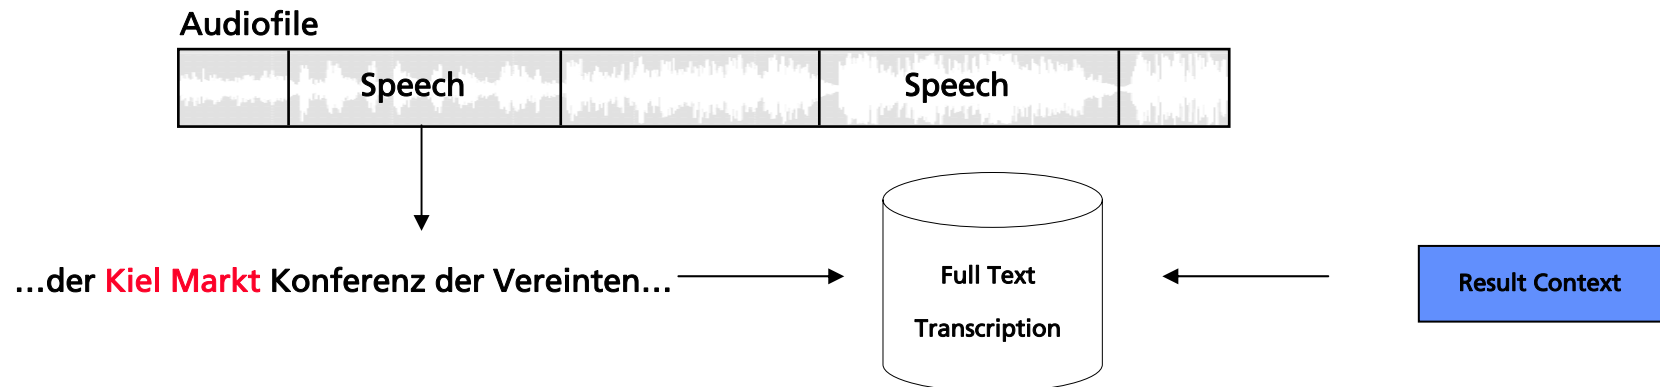 Audiofile
Speech
Speech
...der Kiel Markt Konferenz der Vereinten...
Full Text
Transcription
Result Context